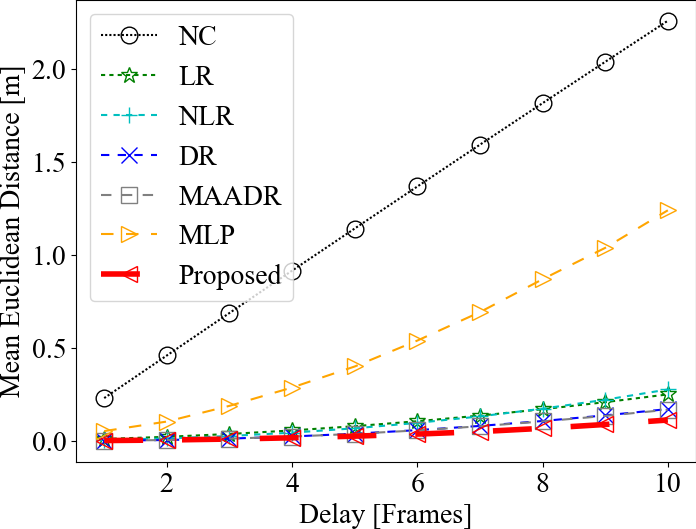 Mean Euclidean Distance [m]
2.0
1.5
1.0
0.5
0.0
NC
LR
NLR
DR
MAADR
MLP
Proposed
2 4 6 8 10
Delay [Frames]